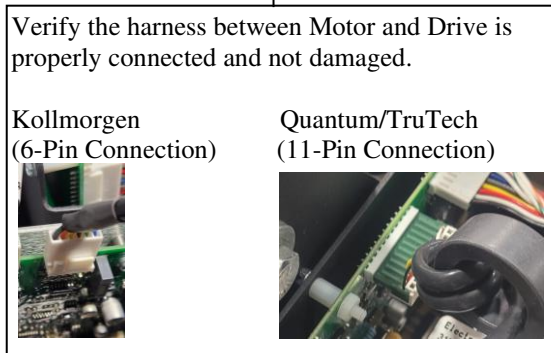 Verify the harness between Motor and Drive is
properly connected and not damaged.
Kollmorgen Quantum/TruTech
(6-Pin Connection) (11-Pin Connection)